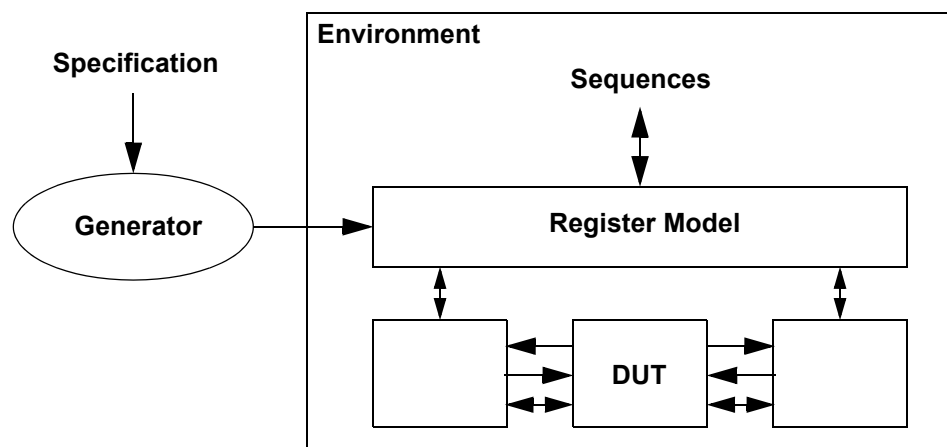 Environment
Specification
Sequences
Generator
Register Model
DUT